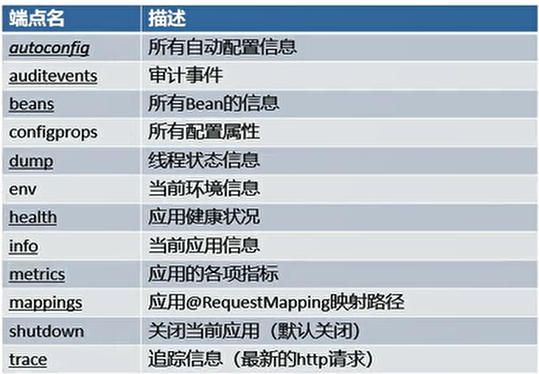 端点名 描述
autoconfig 所有自动配置信息
auditevents 审计事件
beans 所有Bean的信息
configprops 所有配置属性
dump 线程状态信息
env 当前环境信息
health 应用健康状况
info 当前应用信息
metrics 应用的各项指标
mappings 应用@RequestMapping映射路径
shutdown 关闭当前应用（默认关闭）
trace 追踪信息（最新的http请求）